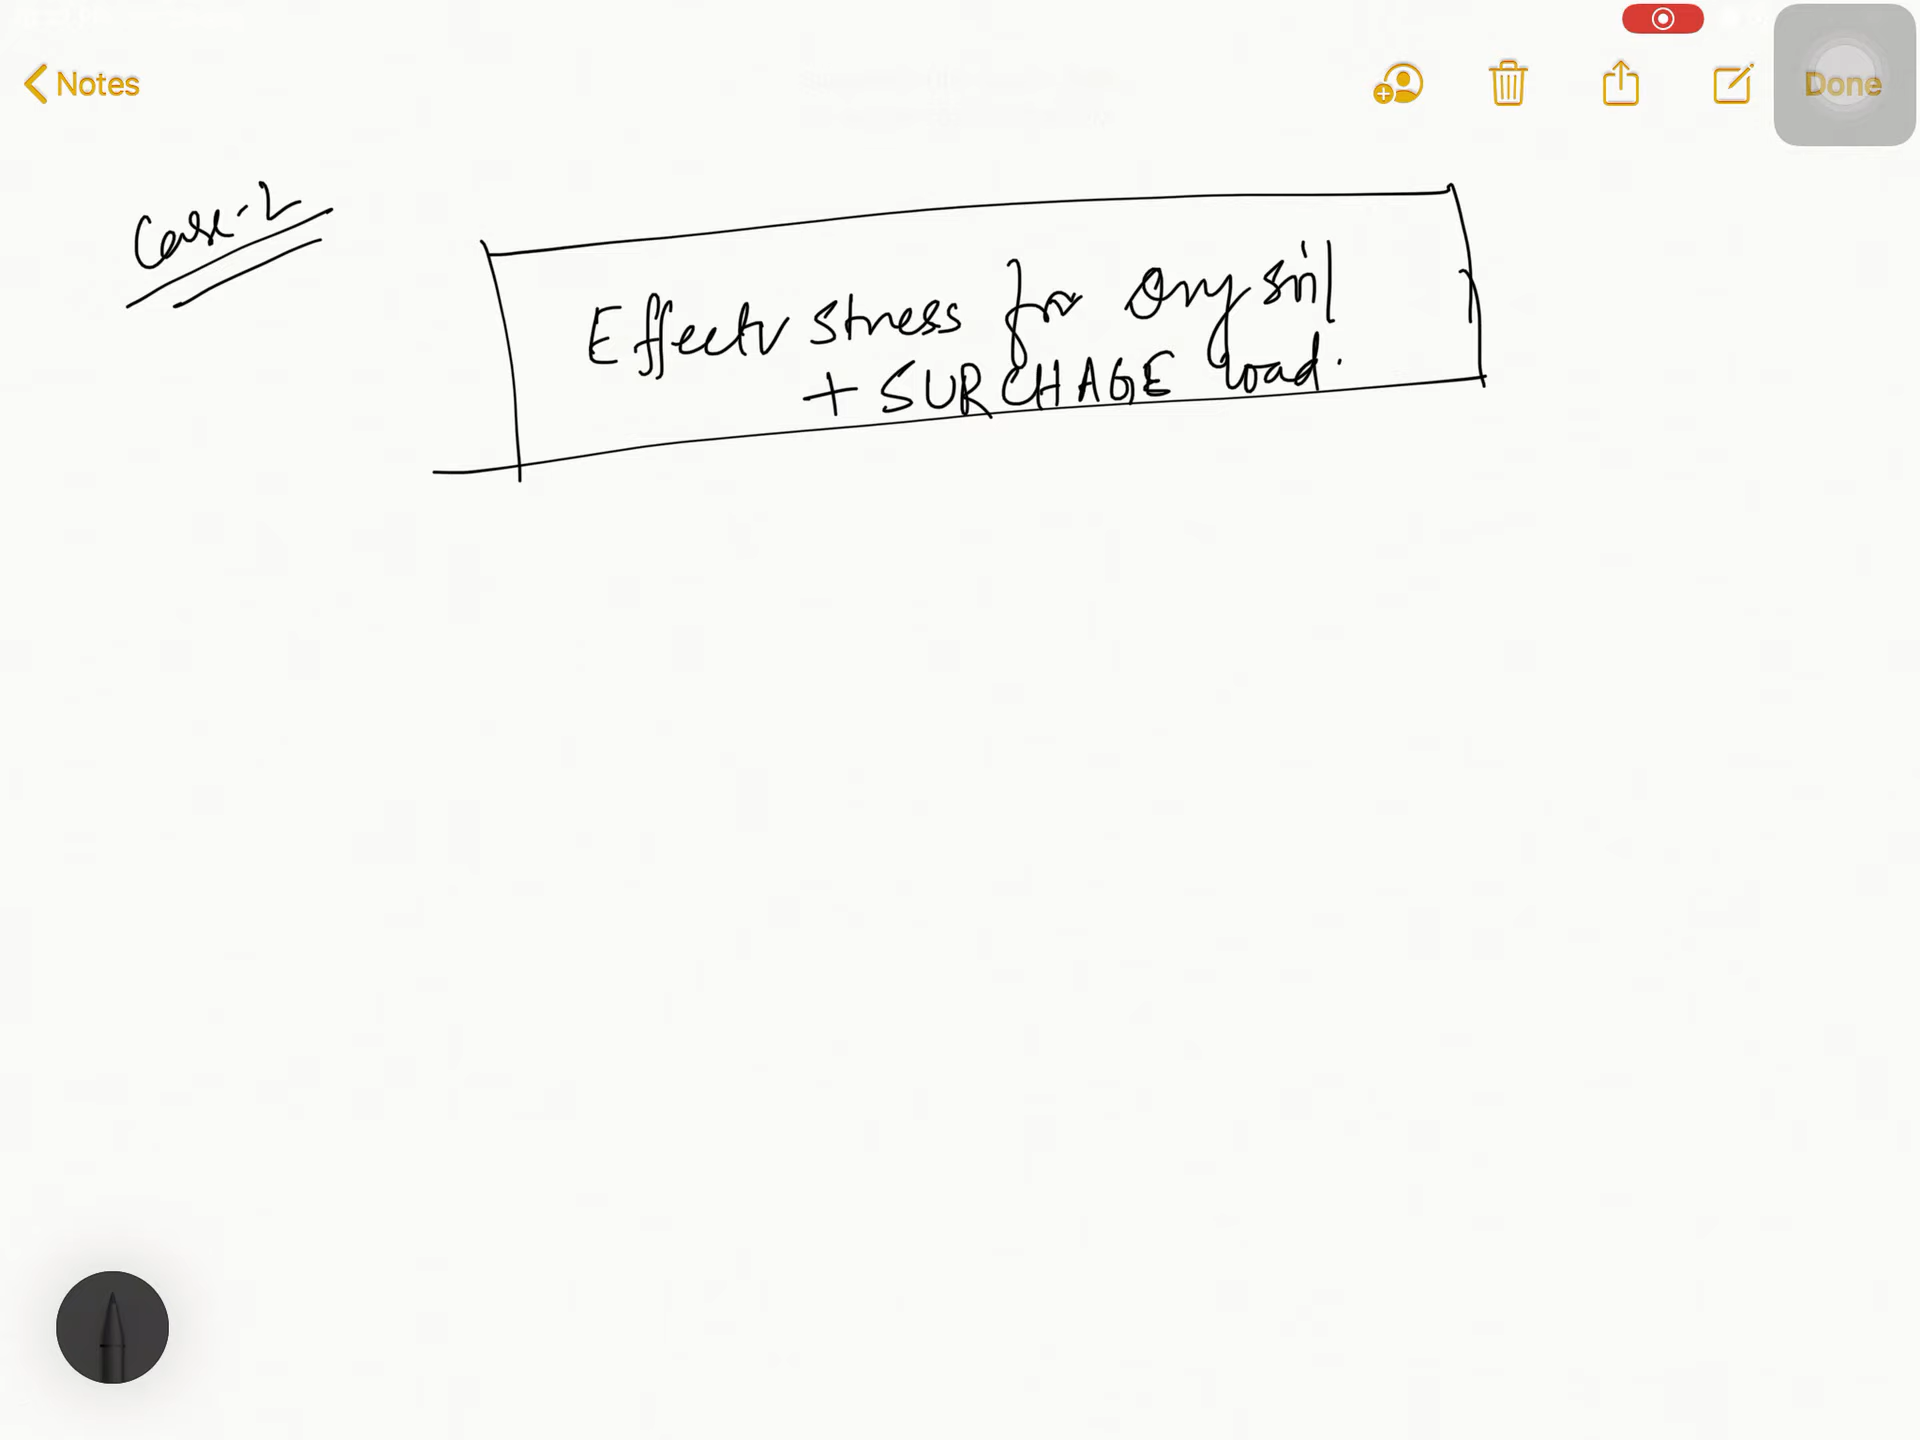 Notes
Done
Case-2
Effectv stress for Dry soil
+ SURCHAGE load.